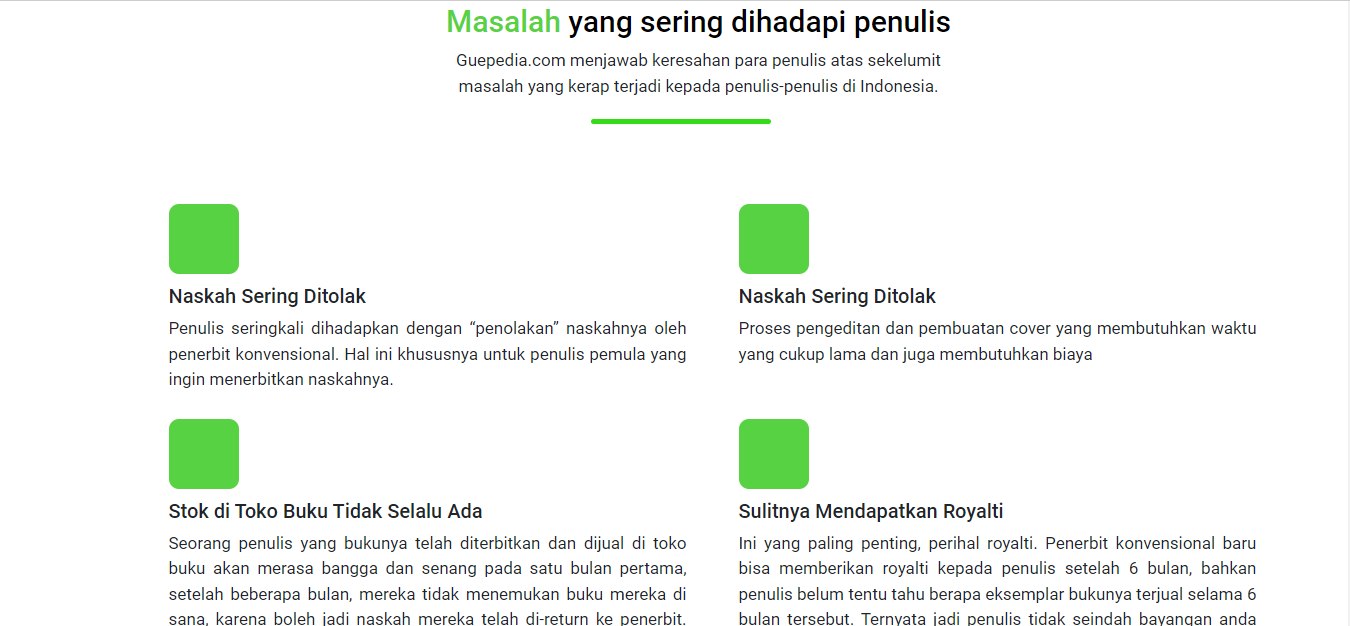 Masalah yang sering dihadapi penulis
Guepedia.com menjawab keresahan para penulis atas sekelumit
masalah yang kerap terjadi kepada penulis-penulis di Indonesia.
Naskah Sering Ditolak
Penulis seringkali dihadapkan dengan “penolakan” naskahnya oleh
penerbit konvensional. Hal ini khususnya untuk penulis pemula yang
ingin menerbitkan naskahnya.
Naskah Sering Ditolak
Proses pengeditan dan pembuatan cover yang membutuhkan waktu
yang cukup lama dan juga membutuhkan biaya
Stok di Toko Buku Tidak Selalu Ada
Seorang penulis yang bukunya telah diterbitkan dan dijual di toko
buku akan merasa bangga dan senang pada satu bulan pertama,
setelah beberapa bulan, mereka tidak menemukan buku mereka di
sana, karena boleh jadi naskah mereka telah di-return ke penerbit.
Sulitnya Mendapatkan Royalti
Ini yang paling penting, perihal royalti. Penerbit konvensional baru
bisa memberikan royalti kepada penulis setelah 6 bulan, bahkan
penulis belum tentu tahu berapa eksemplar bukunya terjual selama 6
bulan tersebut. Ternyata jadi penulis tidak seindah bayangan anda